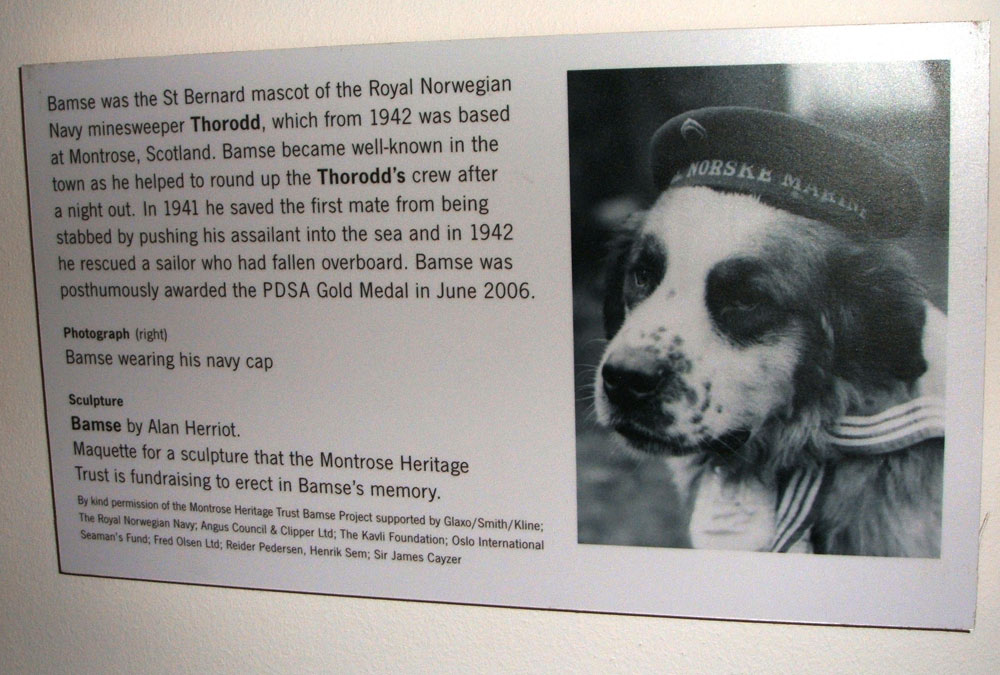 Bamse was the St Bernard mascot of the Royal Norwegian
Navy minesweeper Thorodd, which from 1942 was based
at Montrose, Scotland. Bamse became well-known in the
town as he helped to round up the Thorodd's crew after
a night out. In 1941 he saved the first mate from being
stabbed by pushing his assailant into the sea and in 1942
he rescued a sailor who had fallen overboard. Bamse was
posthumously awarded the PDSA Gold Medal in June 2006.
Photograph (right)
Bamse wearing his navy cap
Sculpture
Bamse by Alan Herriot.
Maquette for a sculpture that the Montrose Heritage
Trust is fundraising to erect in Bamse's memory.
By kind permission of the Montrose Heritage Trust Bamse Project supported by Glaxo/Smith/Kline;
The Royal Norwegian Navy; Angus Council & Clipper Ltd; The Kavli Foundation; Oslo International
Seaman's Fund; Fred Olsen Ltd; Reider Pedersen, Henrik Sem; Sir James Cayzer
NORSKE MARINE